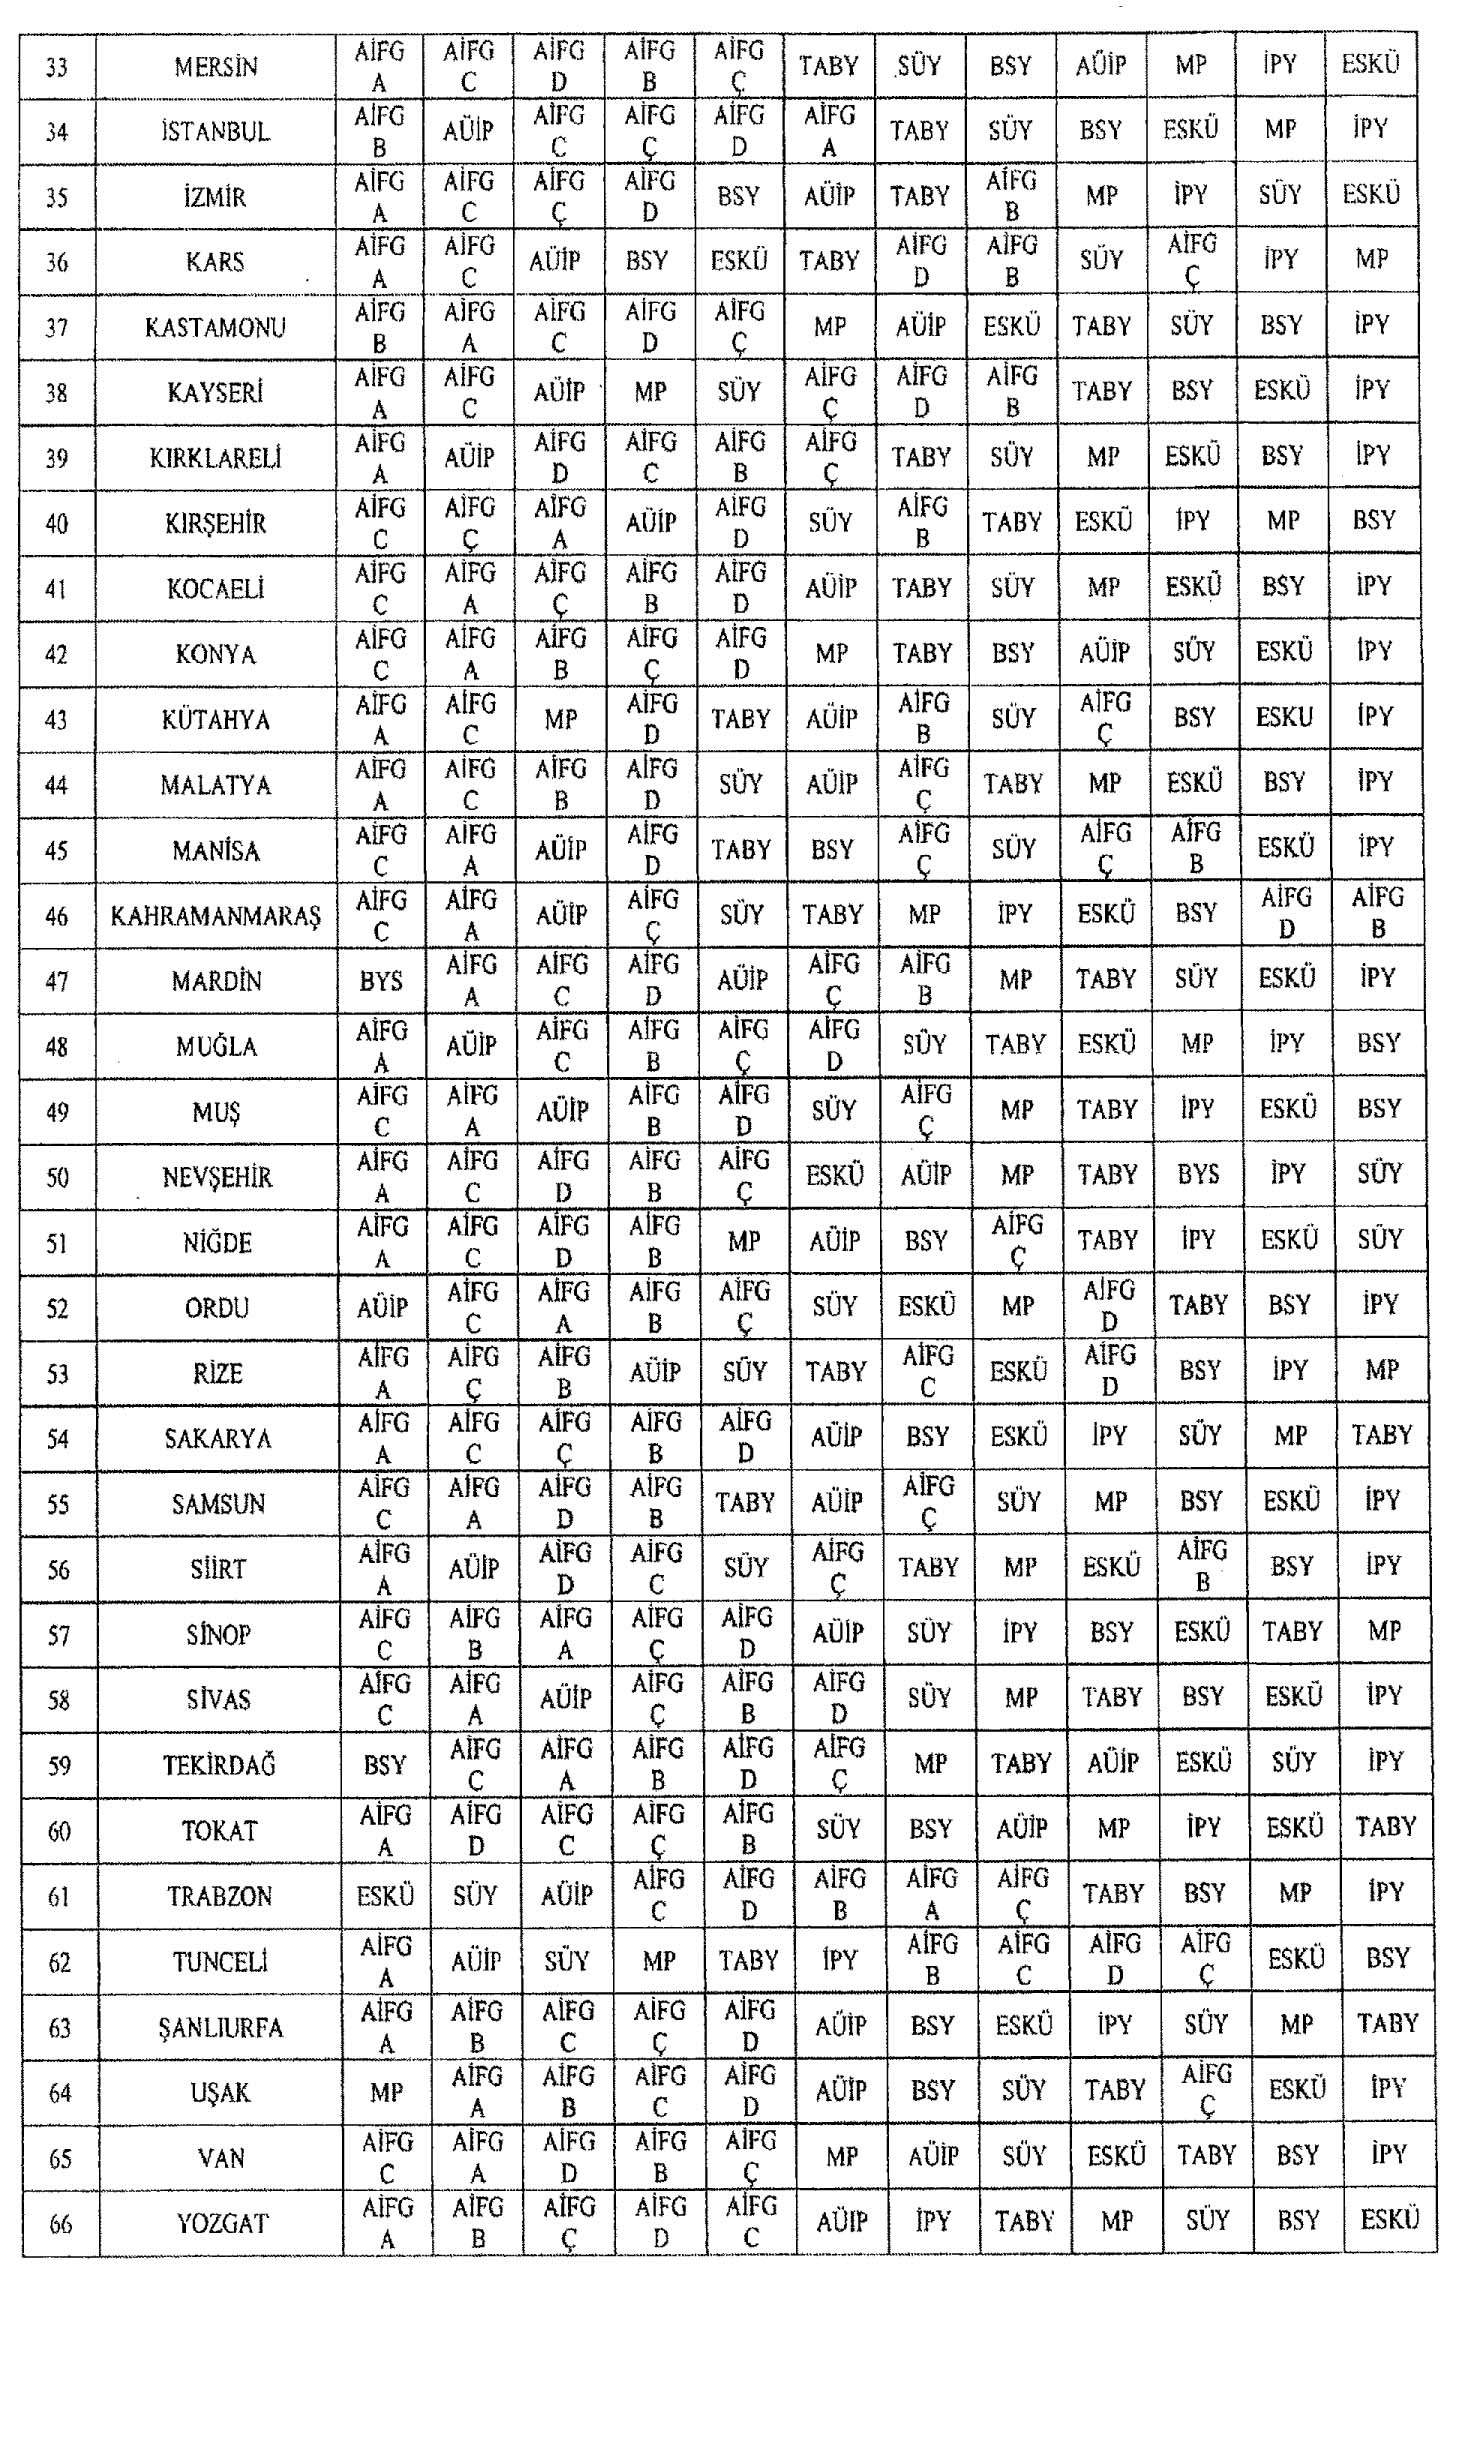 33 MERSİN AİFG A AİFG C AİFG D AİFG B AİFG Ç TABY SÜY BSY AÜİP MP İPY ESKÜ
34 İSTANBUL AİFG B AÜİP AİFG C AİFG Ç AİFG D AİFG A TABY SÜY BSY ESKÜ MP İPY
35 İZMİR AİFG A AİFG C AİFG Ç AİFG D BSY AÜİP TABY AİFG B MP İPY SÜY ESKÜ
36 KARS AİFG A AİFG C AÜİP BSY ESKÜ TABY AİFG D AİFG B SÜY AİFG Ç İPY MP
37 KASTAMONU AİFG B AİFG A AİFG C AİFG D AİFG Ç MP AÜİP ESKÜ TABY SÜY BSY İPY
38 KAYSERİ AİFG A AİFG C AÜİP MP SÜY AİFG Ç AİFG D AİFG B TABY BSY ESKÜ İPY
39 KIRKLARELİ AİFG A AÜİP AİFG D AİFG C AİFG B AİFG Ç TABY SÜY MP ESKÜ BSY İPY
40 KIRŞEHİR AİFG C AİFG Ç AİFG A AÜİP AİFG D SÜY AİFG B TABY ESKÜ İPY MP BSY
41 KOCAELİ AİFG C AİFG A AİFG Ç AİFG B AİFG D AÜİP TABY SÜY MP ESKÜ BSY İPY
42 KONYA AİFG C AİFG A AİFG B AİFG Ç AİFG D MP TABY BSY AÜİP SÜY ESKÜ İPY
43 KÜTAHYA AİFG A AİFG C MP AİFG D TABY AÜİP AİFG B SÜY AİFG Ç BSY ESKU İPY
44 MALATYA AİFG A AİFG C AİFG B AİFG D SÜY AÜİP AİFG Ç TABY MP ESKÜ BSY İPY
45 MANİSA AİFG C AİFG A AÜİP AİFG D TABY BSY AİFG Ç SÜY AİFG Ç AİFG B ESKÜ İPY
46 KAHRAMANMARAŞ AİFG C AİFG A AÜİP AİFG Ç SÜY TABY MP İPY ESKÜ BSY AİFG D AİFG B
47 MARDİN BYS AİFG A AİFG C AİFG D AÜİP AİFG Ç AİFG B MP TABY SÜY ESKÜ İPY
48 MUĞLA AİFG A AÜİP AİFG C AİFG B AİFG Ç AİFG D SÜY TABY ESKÜ MP İPY BSY
49 MUŞ AİFG C AİFG A AÜİP AİFG B AİFG D SÜY AİFG Ç MP TABY İPY ESKÜ BSY
50 NEVŞEHİR AİFG A AİFG C AİFG D AİFG B AİFG Ç ESKÜ AÜİP MP TABY BYS İPY SÜY
51 NİĞDE AİFG A AİFG C AİFG D AİFG B MP AÜİP BSY AİFG Ç TABY İPY ESKÜ SÜY
52 ORDU AÜİP AİFG C AİFG A AİFG B AİFG Ç SÜY ESKÜ MP AİFG D TABY BSY İPY
53 RİZE AİFG A AİFG Ç AİFG B AÜİP SÜY TABY AİFG C ESKÜ AİFG D BSY İPY MP
54 SAKARYA AİFG A AİFG C AİFG Ç AİFG B AİFG D AÜİP BSY ESKÜ İPY SÜY MP TABY
55 SAMSUN AİFG C AİFG A AİFG D AİFG B TABY AÜİP AİFG Ç SÜY MP BSY ESKÜ İPY
56 SİİRT AİFG A AÜİP AİFG D AİFG C SÜY AİFG Ç TABY MP ESKÜ AİFG B BSY İPY
57 SİNOP AİFG C AİFG B AİFG A AİFG Ç AİFG D AÜİP SÜY İPY BSY ESKÜ TABY MP
58 SİVAS AİFG C AİFG A AÜİP AİFG Ç AİFG B AİFG D SÜY MP TABY BSY ESKÜ İPY
59 TEKİRDAĞ BSY AİFG C AİFG A AİFG B AİFG D AİFG Ç MP TABY AÜİP ESKÜ SÜY İPY
60 TOKAT AİFG A AİFG D AİFG C AİFG Ç AİFG B SÜY BSY AÜİP MP İPY ESKÜ TABY
61 TRABZON ESKÜ SÜY AÜİP AİFG C AİFG D AİFG B AİFG A AİFG Ç TABY BSY MP İPY
62 TUNCELİ AİFG A AÜİP SÜY MP TABY İPY AİFG B AİFG C AİFG D AİFG Ç ESKÜ BSY
63 ŞANLIURFA AİFG A AİFG B AİFG C AİFG Ç AİFG D AÜİP BSY ESKÜ İPY SÜY MP TABY
64 UŞAK MP AİFG A AİFG B AİFG C AİFG D AÜİP BSY SÜY TABY AİFG Ç ESKÜ İPY
65 VAN AİFG C AİFG A AİFG D AİFG B AİFG Ç MP AÜİP SÜY ESKÜ TABY BSY İPY
66 YOZGAT AİFG A AİFG B AİFG Ç AİFG D AİFG C AÜIP İPY TABY MP SÜY BSY ESKÜ